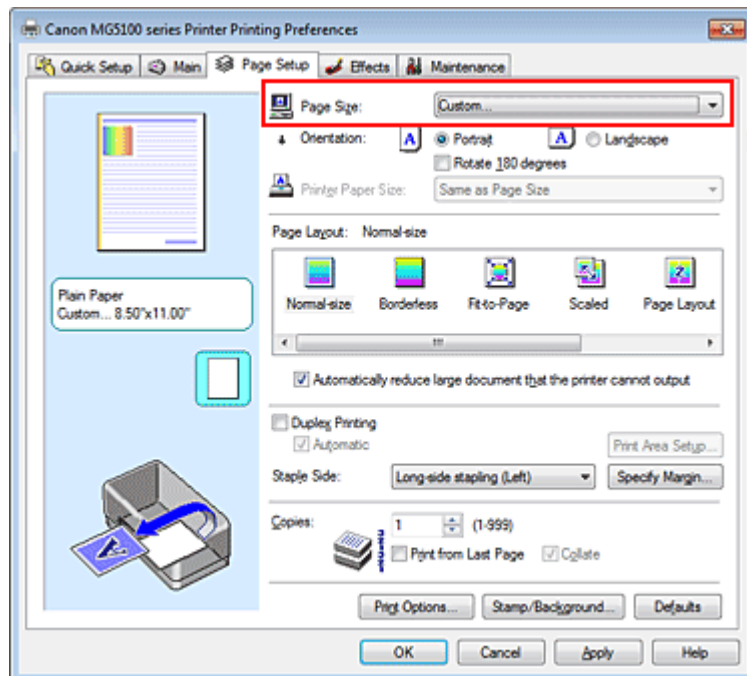 Canon MG5100 series Printer Printing Preferences
Quick Setup Main Page Setup Effects Maintenance
Page Size: Custom...
Orientation: A Portrait A Landscape
Rotate 180 degrees
Printer Paper Size: Same as Page Size
Page Layout: Normal-size
Normal-size Borderless Fit-to-Page Scaled Page Layout
Plain Paper
Custom... 8.50"x11.00"
Automatically reduce large document that the printer cannot output
Duplex Printing
Automatic
Print Area Setup...
Staple Side: Long-side stapling (Left) Specify Margin...
Copies: 1 (1-999)
Print from Last Page Collate
Print Options... Stamp/Background... Defaults
OK Cancel Apply Help